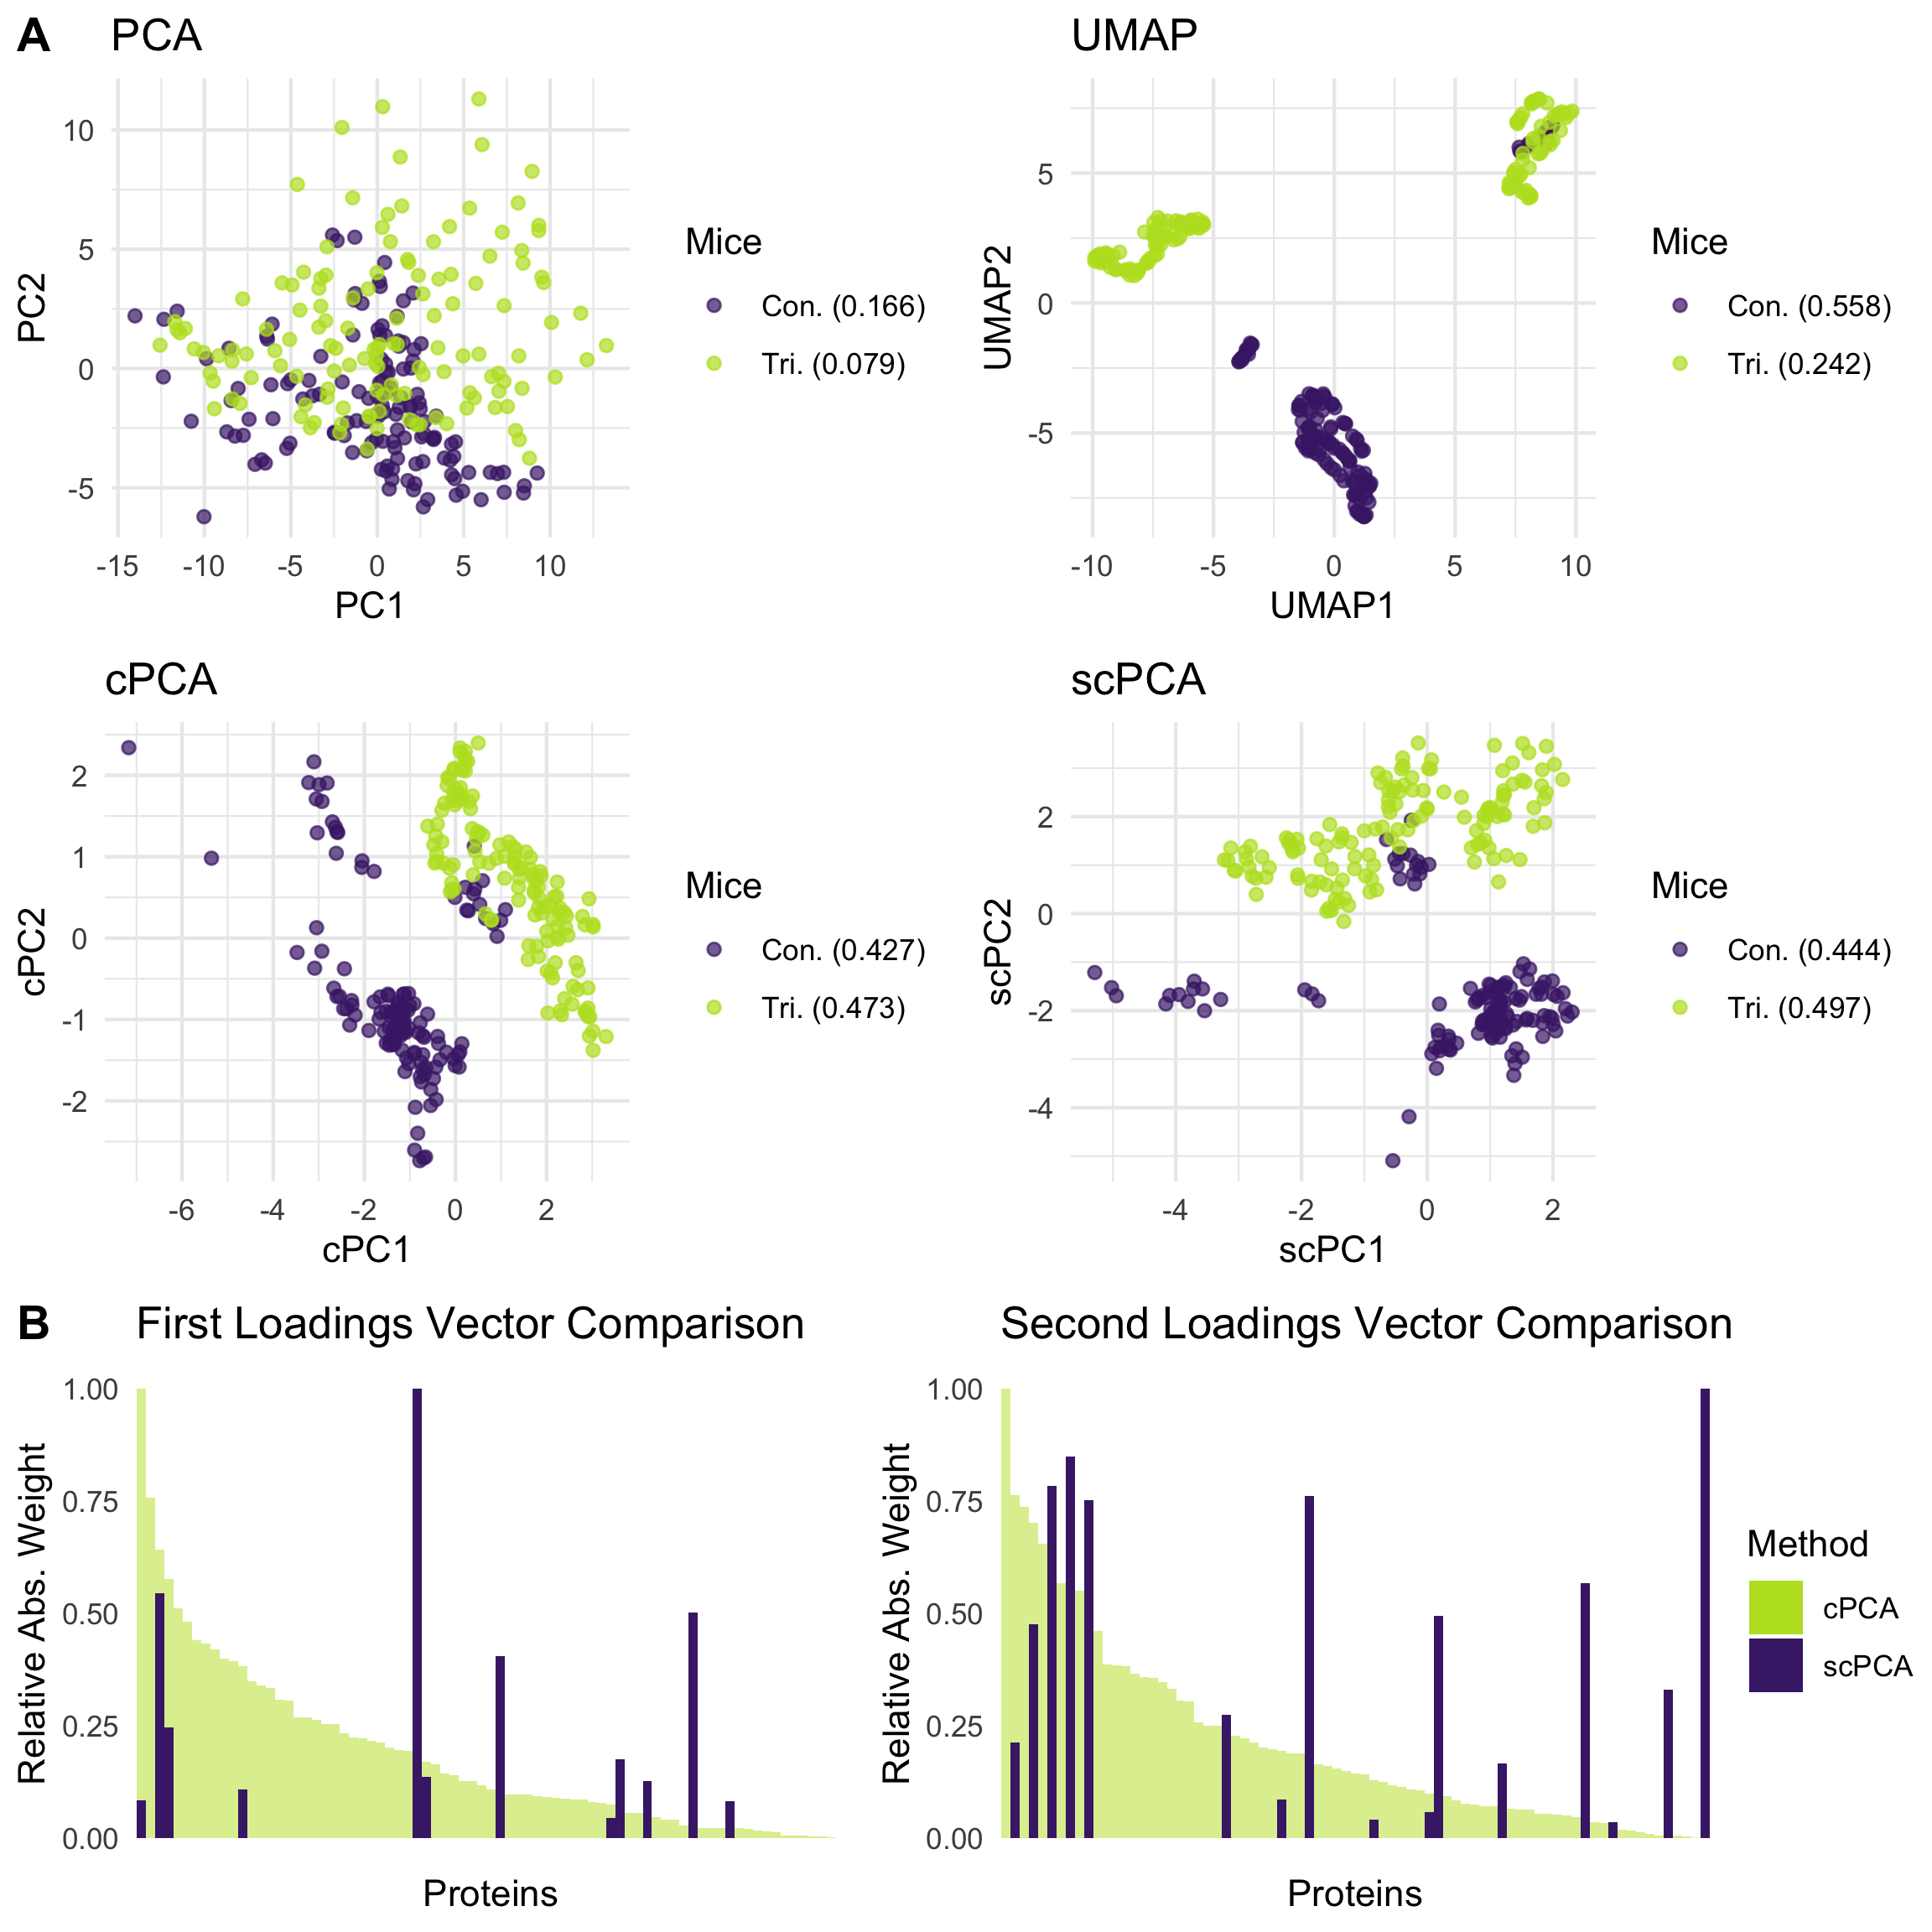 A
PCA
10
5
0
-5
PC2
-15 -10 -5 0 5 10
PC1
Mice
Con. (0.166)
Tri. (0.079)
UMAP
5
0
-5
UMAP2
-10 -5 0 5 10
UMAP1
Mice
Con. (0.558)
Tri. (0.242)
cPCA
2
1
0
-1
-2
cPC2
-6 -4 -2 0 2
cPC1
Mice
Con. (0.427)
Tri. (0.473)
scPCA
2
0
-2
-4
scPC2
-4 -2 0 2
scPC1
Mice
Con. (0.444)
Tri. (0.497)
B
First Loadings Vector Comparison
1.00
0.75
0.50
0.25
0.00
Relative Abs. Weight
Proteins
Second Loadings Vector Comparison
1.00
0.75
0.50
0.25
0.00
Relative Abs. Weight
Proteins
Method
cPCA
scPCA